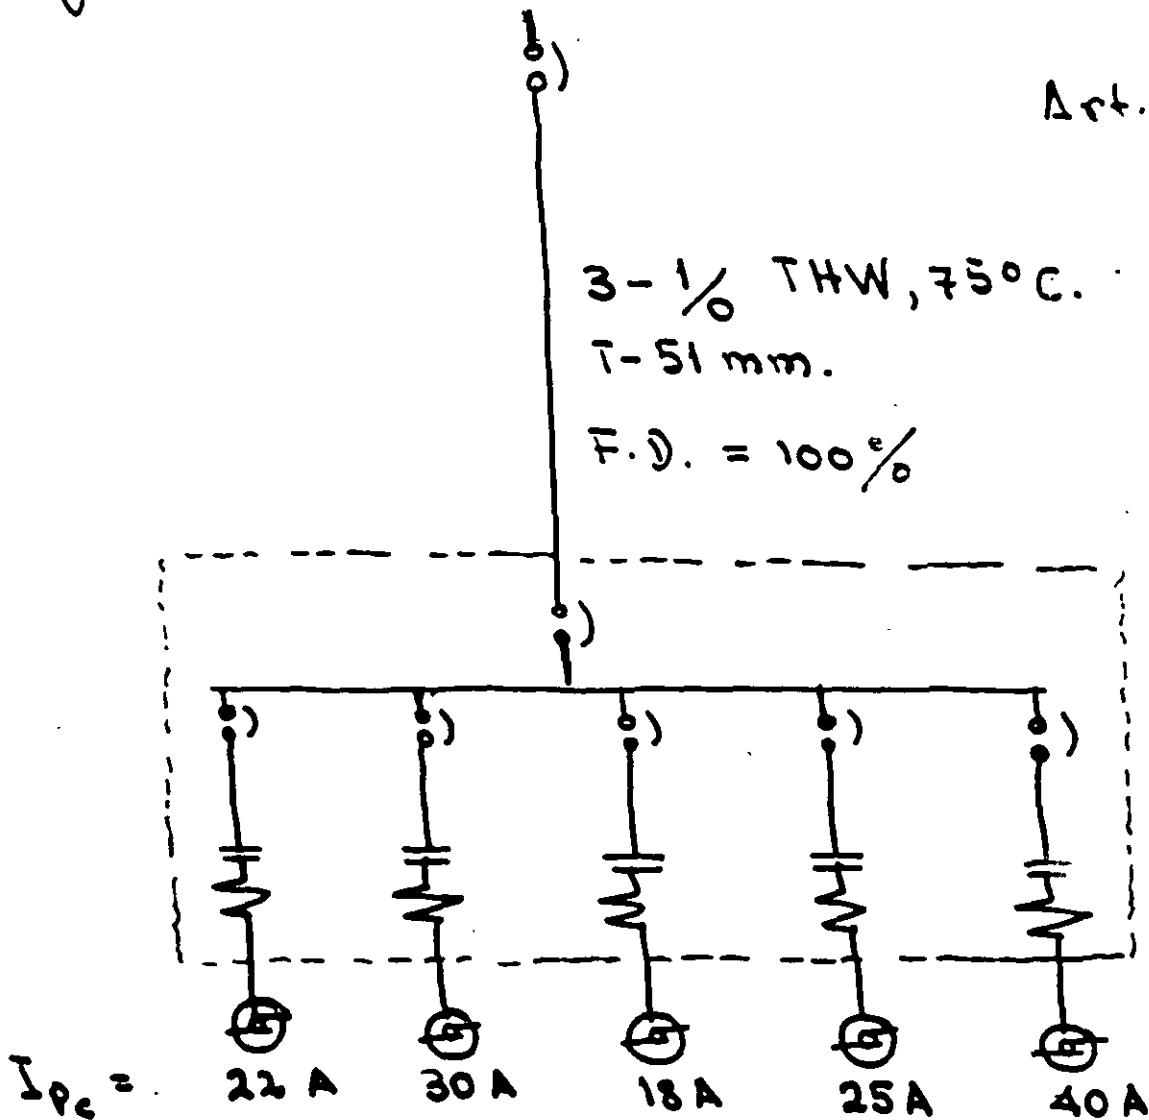 Art.
3-1/0 THW, 75°C.
T-51 mm.
F.D. = 100%
Ipc = 22 A 30 A 18 A 25 A 40 A